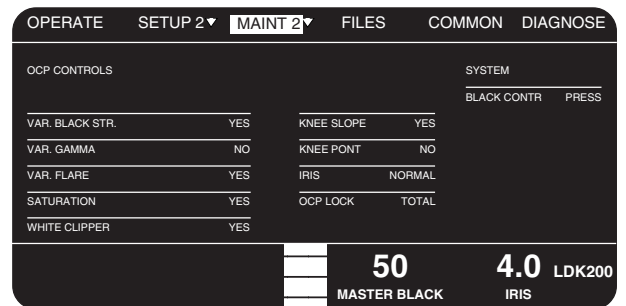 OPERATE SETUP 2 MAINT 2 FILES COMMON DIAGNOSE
OCP CONTROLS SYSTEM
BLACK CONTR PRESS
VAR. BLACK STR. YES KNEE SLOPE YES
VAR. GAMMA NO KNEE PONT NO
VAR. FLARE YES IRIS NORMAL
SATURATION YES OCP LOCK TOTAL
WHITE CLIPPER YES
50 4.0 LDK200
MASTER BLACK IRIS